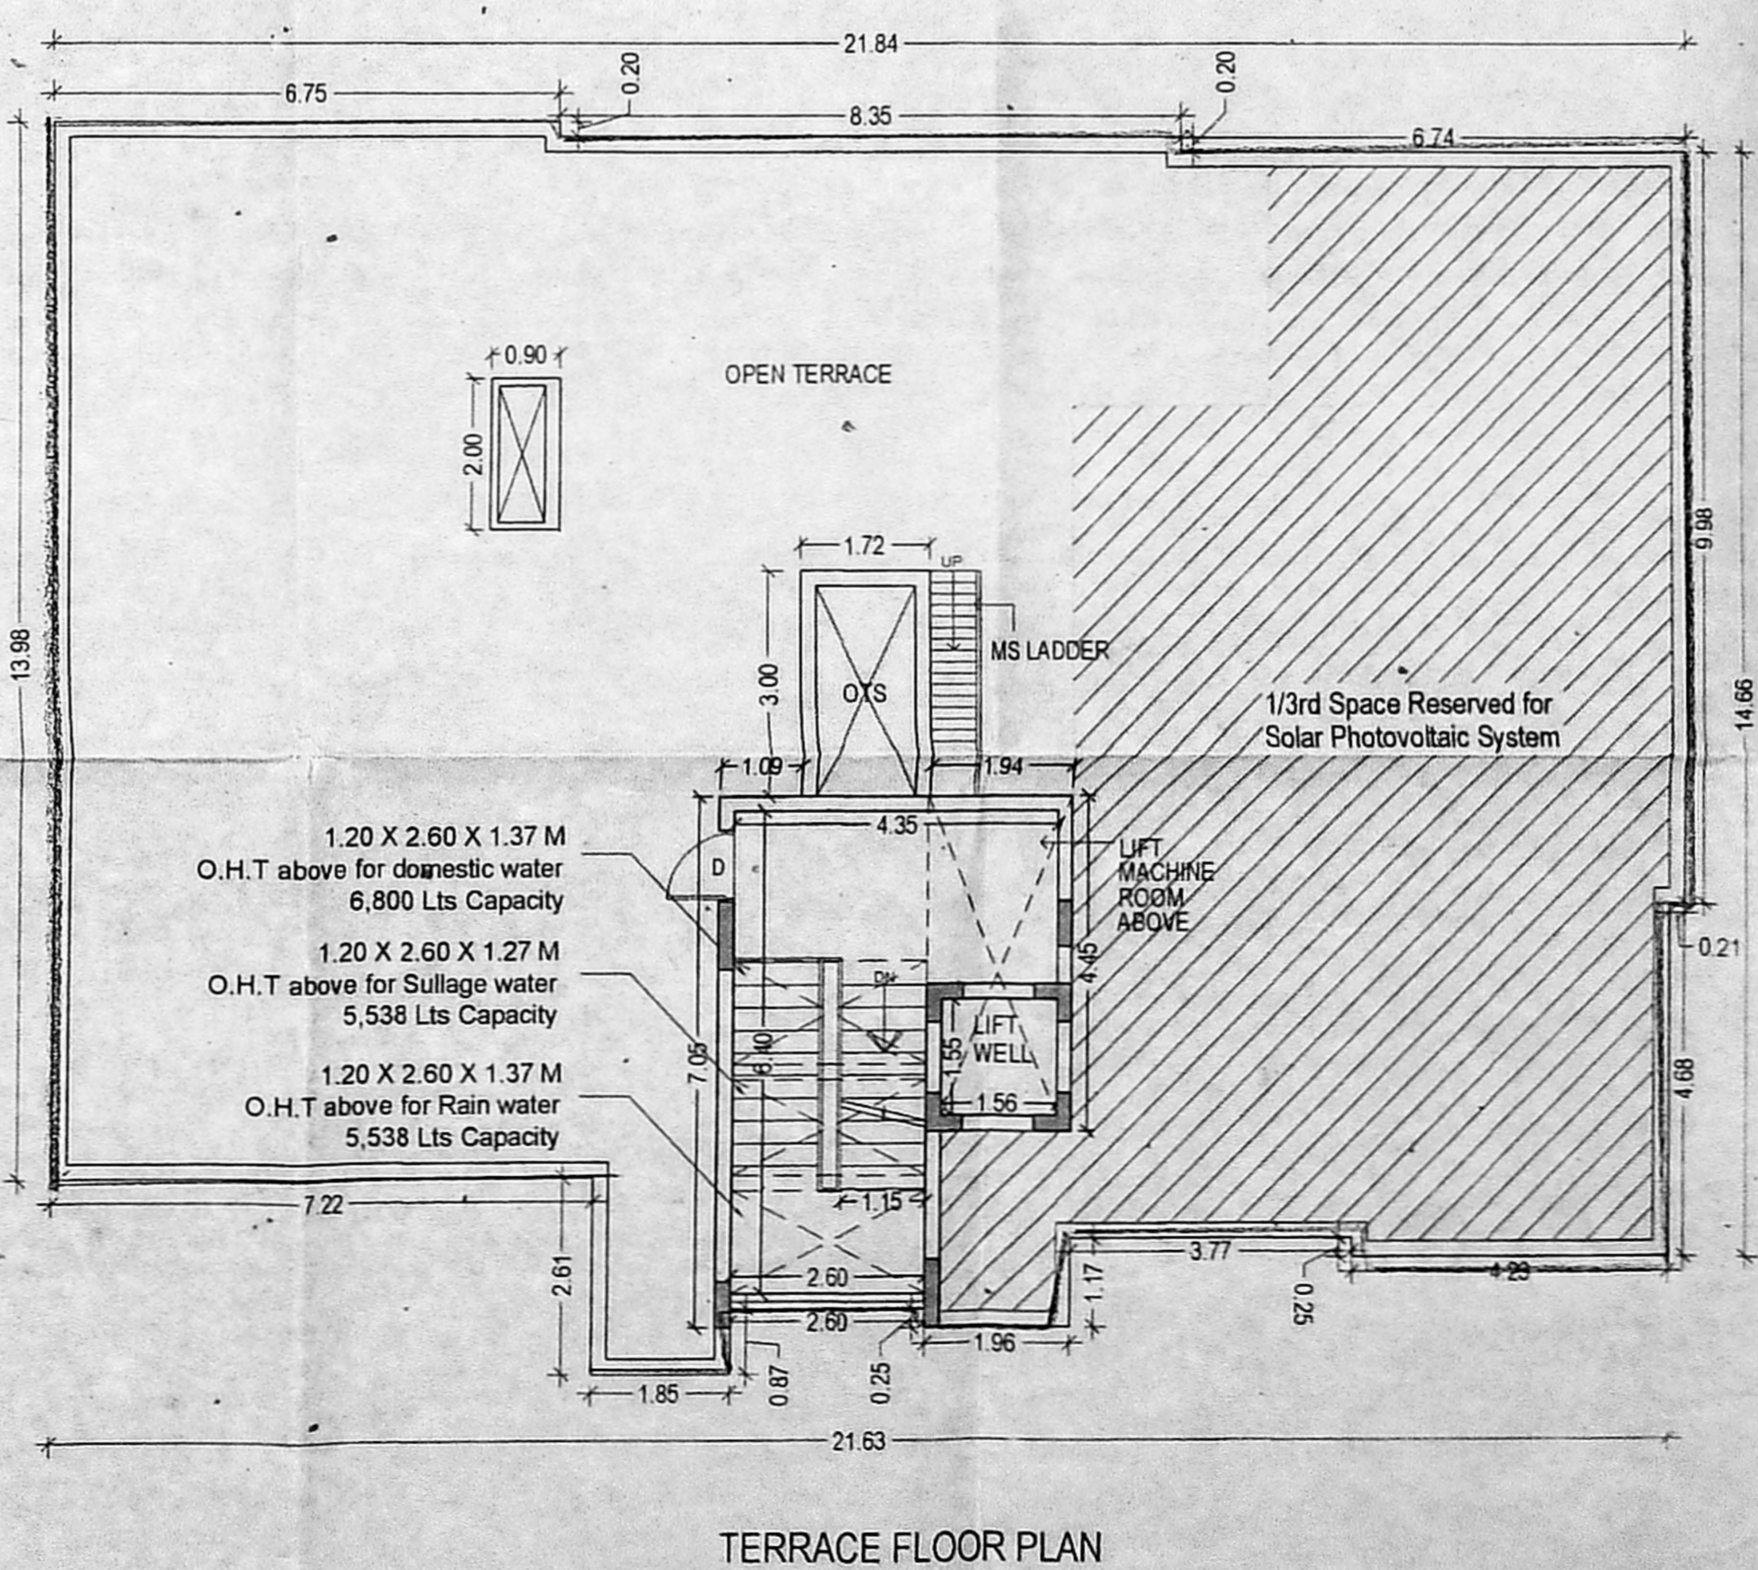 21.84
0.20
0.20
6.75
8.35
6.74
0.90
OPEN TERRACE
2.00
9.98
1.72
UP
13.98
3.00
MS LADDER
OTS
1/3rd Space Reserved for
Solar Photovoltaic System
14.66
1.09
1.94
4.35
1.20 X 2.60 X 1.37 M
O.H.T above for domestic water
6,800 Lts Capacity
D
LIFT
MACHINE
ROOM
ABOVE
4.45
0.21
1.20 X 2.60 X 1.27 M
O.H.T above for Sullage water
5,538 Lts Capacity
DN
LIFT
WELL
7.05
6.40
1.55
1.56
4.68
1.20 X 2.60 X 1.37 M
O.H.T above for Rain water
5,538 Lts Capacity
7.22
1.15
3.77
2.61
2.60
1.17
4.23
0.25
2.60
1.96
1.85
0.87
0.25
21.63
TERRACE FLOOR PLAN